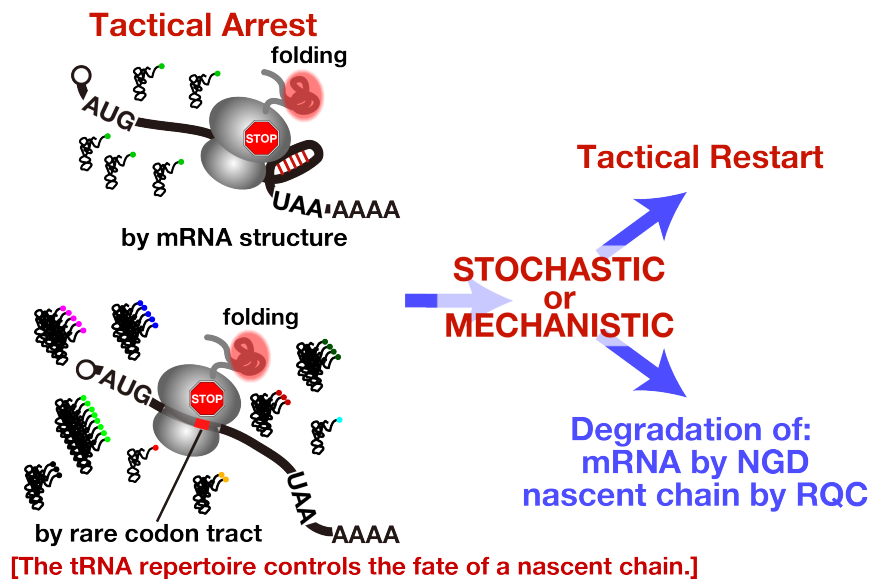 Tactical Arrest
folding
AUG
STOP
UAA
AAAA
by mRNA structure
folding
AUG
STOP
UAA
AAAA
by rare codon tract
[The tRNA repertoire controls the fate of a nascent chain.]
STOCHASTIC
or
MECHANISTIC
Tactical Restart
Degradation of:
mRNA by NGD
nascent chain by RQC